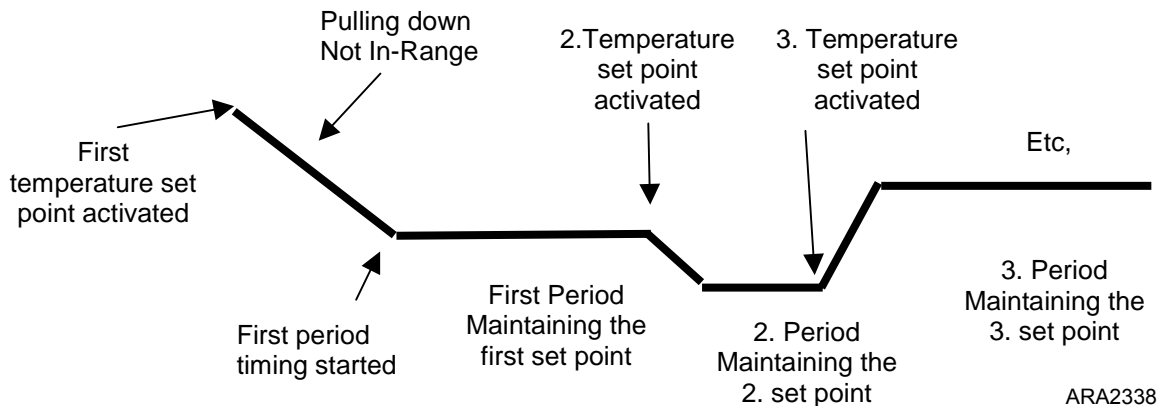 Pulling down
Not In-Range
2.Temperature
set point
activated
3. Temperature
set point
activated
First
temperature set
point activated
Etc,
First period
timing started
First Period
Maintaining the
first set point
2. Period
Maintaining the
2. set point
3. Period
Maintaining the
3. set point
ARA2338